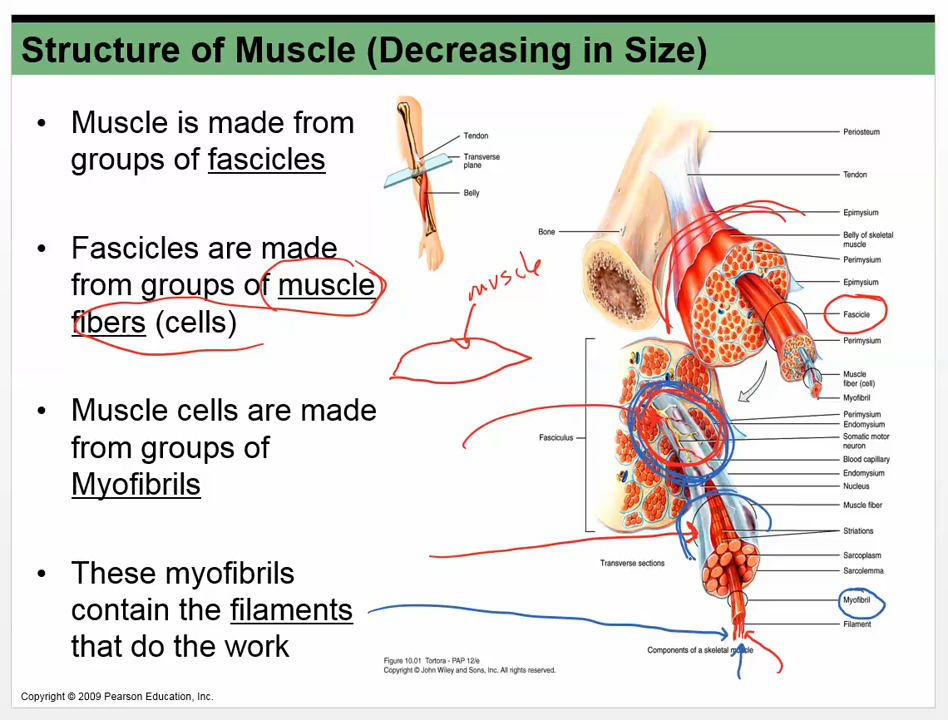 Structure of Muscle (Decreasing in Size)
• Muscle is made from
groups of fascicles
• Fascicles are made
from groups of muscle
fibers (cells)
• Muscle cells are made
from groups of
Myofibrils
• These myofibrils
contain the filaments
that do the work
Tendon
Transverse
plane
Belly
muscle
Bone
Periosteum
Tendon
Epimysium
Belly of skeletal
muscle
Perimysium
Epimysium
Fascicle
Perimysium
Muscle
fiber (cell)
Myofibril
Perimysium
Endomysium
Somatic motor
neuron
Blood capillary
Endomysium
Nucleus
Muscle fiber
Striations
Sarcoplasm
Sarcolemma
Myofibril
Filament
Fasciculus
Transverse sections
Components of a skeletal muscle
Figure 10.01 Tortora - PAP 12/e
Copyright © John Wiley and Sons, Inc. All rights reserved.
Copyright © 2009 Pearson Education, Inc.